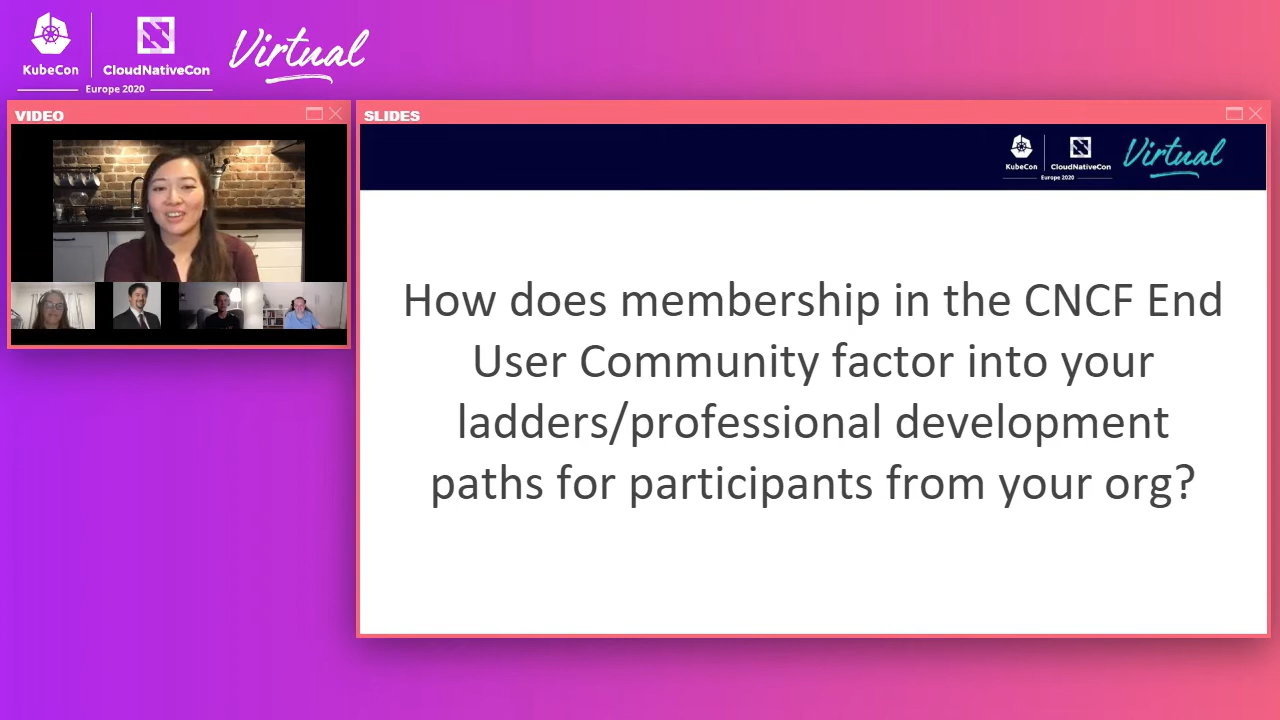 KubeCon
CloudNativeCon
Europe 2020
Virtual
VIDEO
SLIDES
KubeCon
CloudNativeCon
Europe 2020
Virtual
How does membership in the CNCF End
User Community factor into your
ladders/professional development
paths for participants from your org?